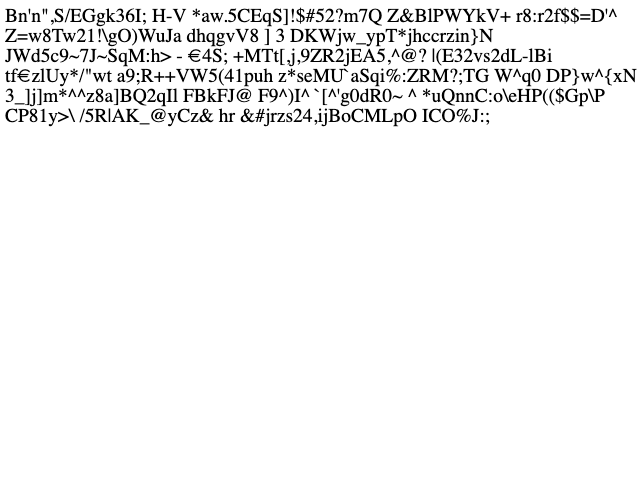 Bn'n",S/EGgk36I; H-V *aw.5CEqS]!$#52?m7Q Z&BlPWYkV+ r8:r2f$$=D'^
Z=w8Tw21!\gO)WuJa dhqgvV8 ] 3 DKWjw_ypT*jhccrzin}N
JWd5c9~7J~SqM:h> - €4S; +MTt[,j,9ZR2jEA5,^@? |(E32vs2dL-lBi
tf€zlUy*/"wt a9;R++VW5(41puh z*seMU`aSqi%:ZRM?;TG W^q0 DP}w^{xN
3_]j]m*^^z8a]BQ2qIl FBkFJ@ F9^)I^`[^'g0dR0~ ^ *uQnnC:o\eHP(($Gp\P
CP81y>\ /5R|AK_@yCz& hr &#jrzs24,ijBoCMLpO ICO%J:;